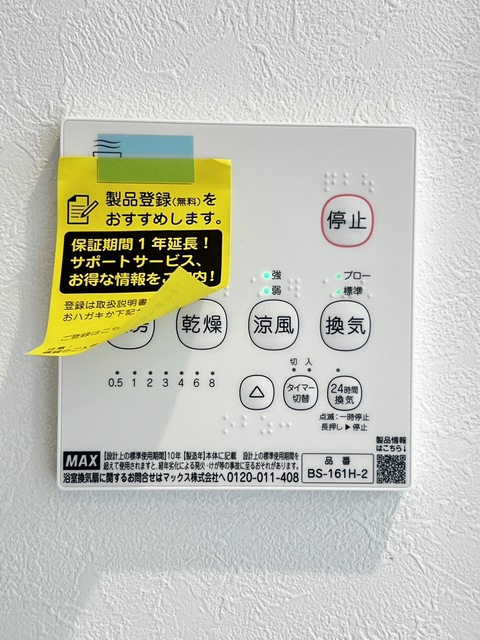 製品登録(無料)を
おすすめします。
保証期間1年延長!
サポートサービス、
お得な情報をご案内!
登録は取扱説明書
おハガキか下記
ご登録はこち
停止
強
弱
ブロー
標準
房
乾燥
涼風
換気
切 入
0.5 1 2 3 4 6 8
△
タイマー
切替
24時間
換気
点滅:一時停止
長押し▶停止
製品情報
はこちら↓
MAX
【設計上の標準使用期間】10年【製造年】本体に記載 設計上の標準使用期間を
超えて使用されますと、経年劣化による発火・けが等の事故に至るおそれがあります。
浴室換気扇に関するお問合せはマックス株式会社へ 0120-011-408
品番
BS-161H-2